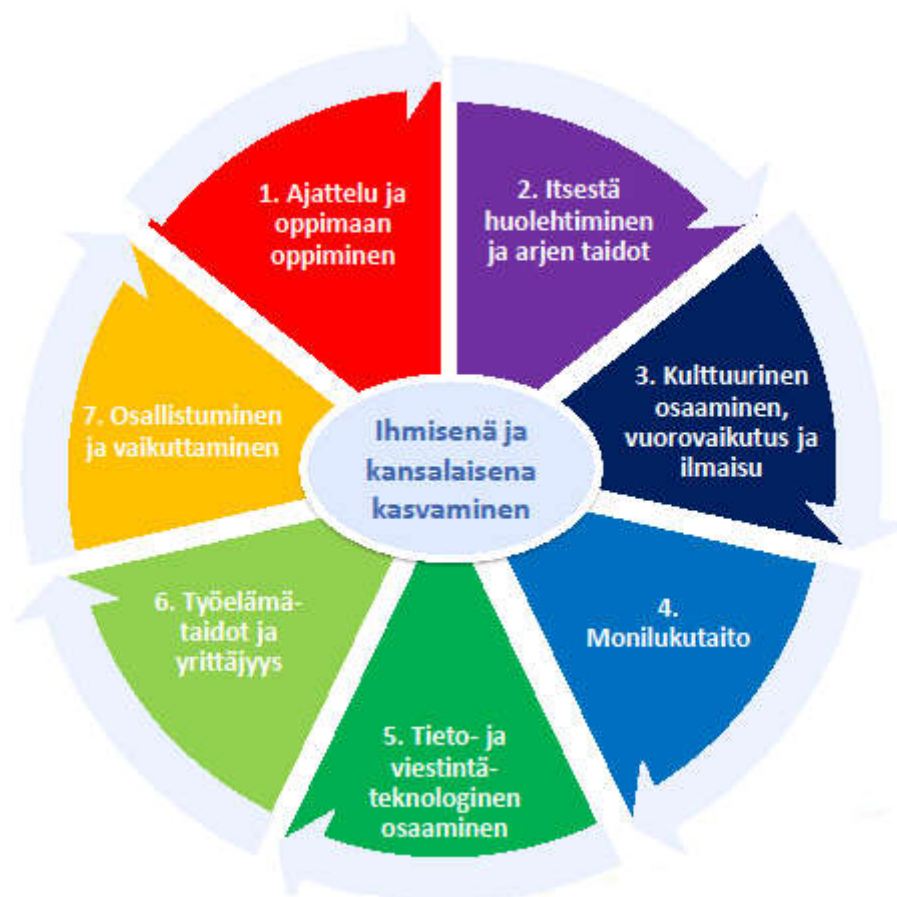 1. Ajattelu ja
oppimaan
oppiminen
2. Itsestä
huolehtiminen
ja arjen taidot
3. Kulttuurinen
osaaminen,
vuorovaikutus ja
ilmaisu
4.
Monilukutaito
5. Tieto- ja
viestintä-
teknologinen
osaaminen
6. Työelämä-
taidot ja
yrittäjyys
7. Osallistuminen
ja vaikuttaminen
Ihmisenä ja
kansalaisena
kasvaminen